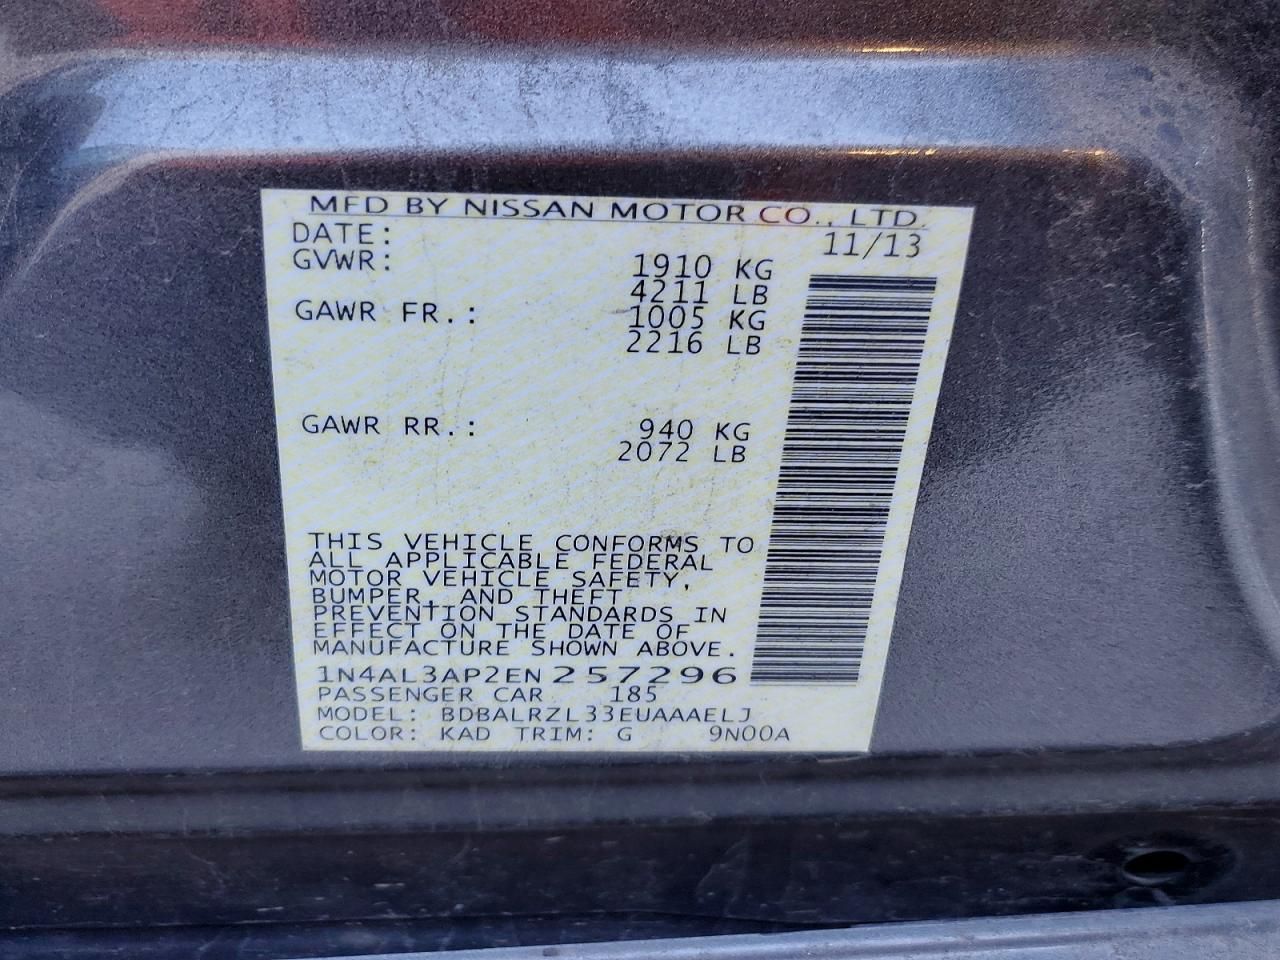 MFD BY NISSAN MOTOR CO., LTD.
DATE: 11/13
GVWR: 1910 KG
4211 LB
GAWR FR.: 1005 KG
2216 LB
GAWR RR.: 940 KG
2072 LB
THIS VEHICLE CONFORMS TO
ALL APPLICABLE FEDERAL
MOTOR VEHICLE SAFETY,
BUMPER, AND THEFT
PREVENTION STANDARDS IN
EFFECT ON THE DATE OF
MANUFACTURE SHOWN ABOVE.
1N4AL3AP2EN257296
PASSENGER CAR 185
MODEL: BDBALRZL33EUAAAELJ
COLOR: KAD TRIM: G 9N00A